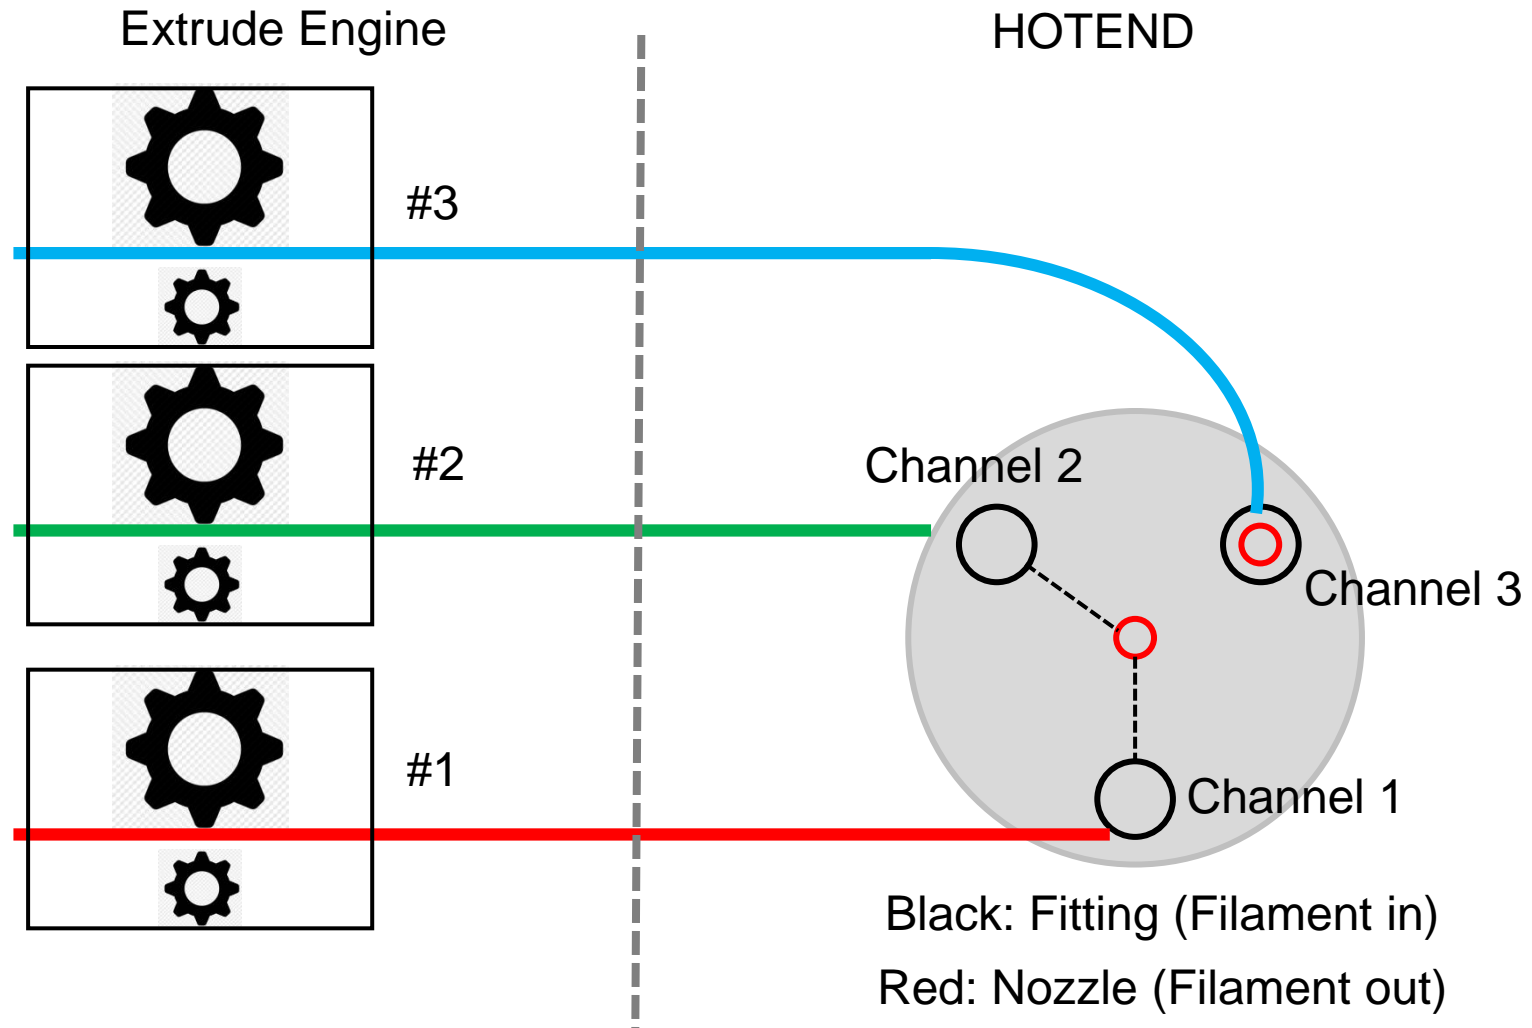 Extrude Engine
HOTEND
#3
#2
Channel 2
Channel 3
#1
Channel 1
Black: Fitting (Filament in)
Red: Nozzle (Filament out)